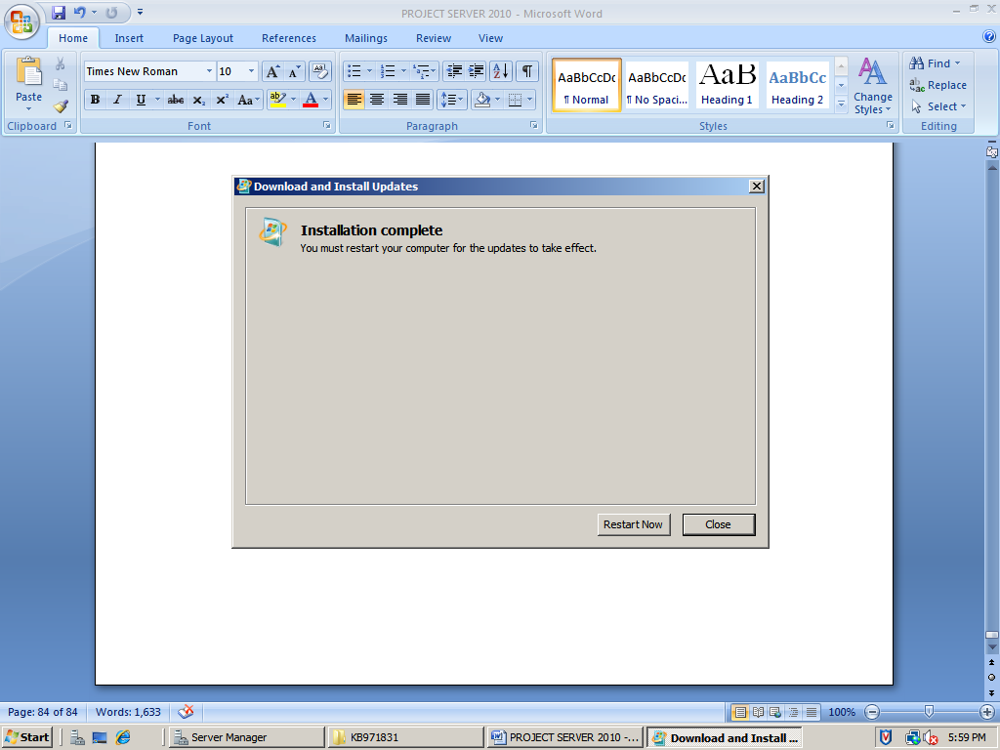 PROJECT SERVER 2010 - Microsoft Word
Home Insert Page Layout References Mailings Review View
Paste
Clipboard
Times New Roman 10
B I U abc x₂ x² Aa ab A
Font
Paragraph
AaBbCcDc AaBbCcDc AaB AaBbCc
¶ Normal ¶ No Spaci... Heading 1 Heading 2
Change Styles
Styles
Find
Replace
Select
Editing
Download and Install Updates
Installation complete
You must restart your computer for the updates to take effect.
Restart Now Close
Page: 84 of 84 Words: 1,633 100%
Start Server Manager KB971831 PROJECT SERVER 2010 -... Download and Install ... 5:59 PM